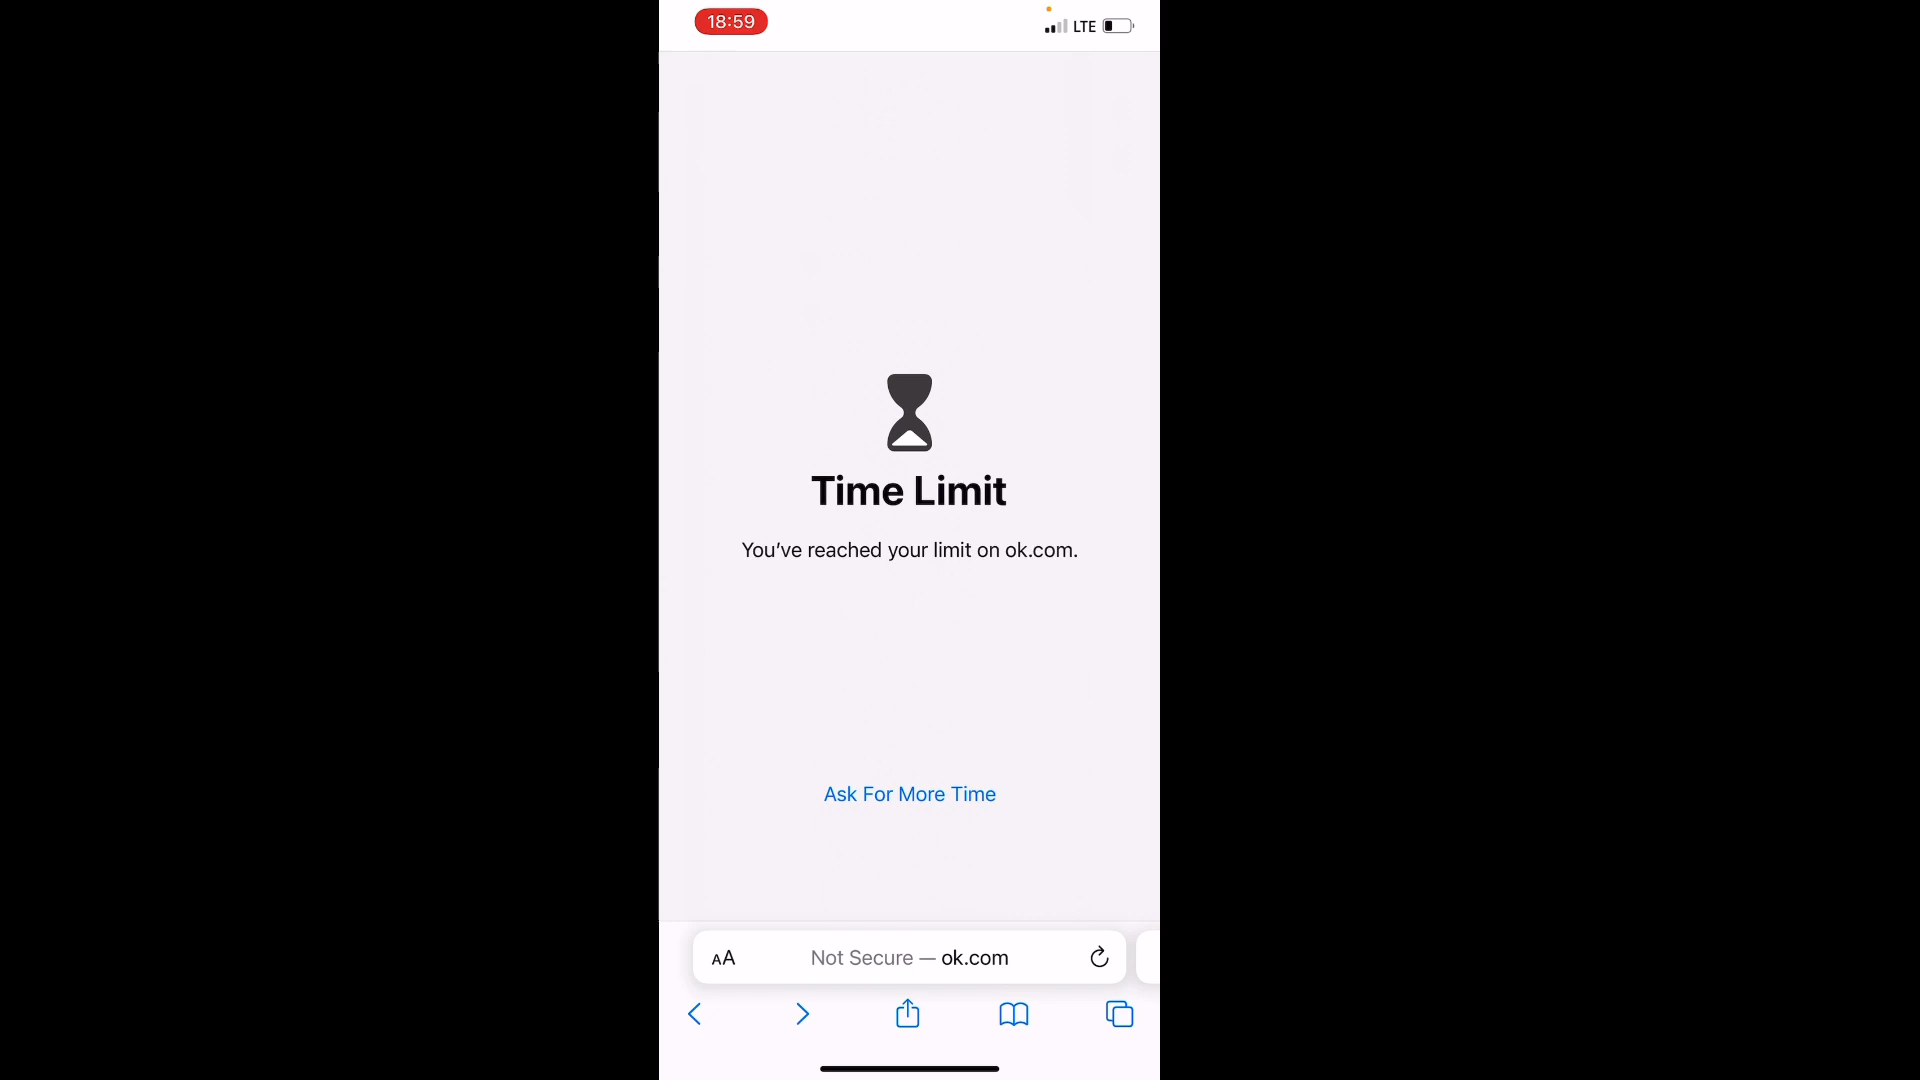 18:59
LTE
Time Limit
You’ve reached your limit on ok.com.
Ask For More Time
AA
Not Secure — ok.com